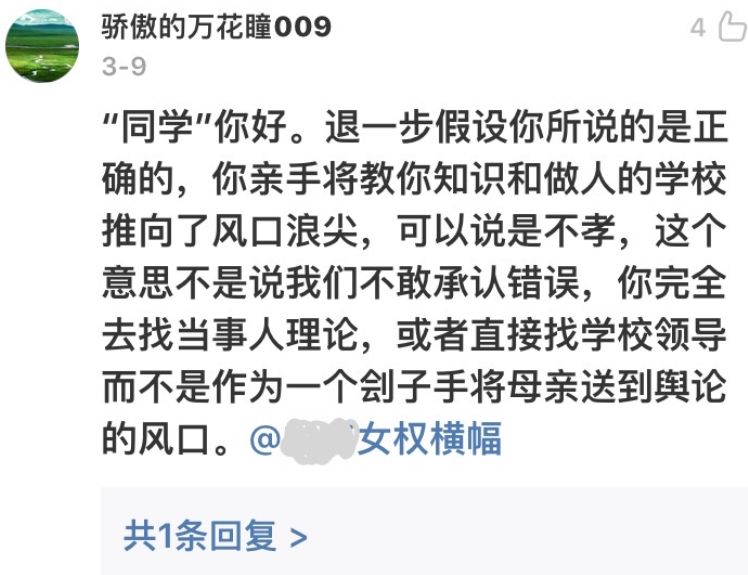 骄傲的万花瞳009
4
3-9
“同学”你好。退一步假设你所说的是正
确的，你亲手将教你知识和做人的学校
推向了风口浪尖，可以说是不孝，这个
意思不是说我们不敢承认错误，你完全
去找当事人理论，或者直接找学校领导
而不是作为一个刽子手将母亲送到舆论
的风口。@女权横幅
共1条回复 >